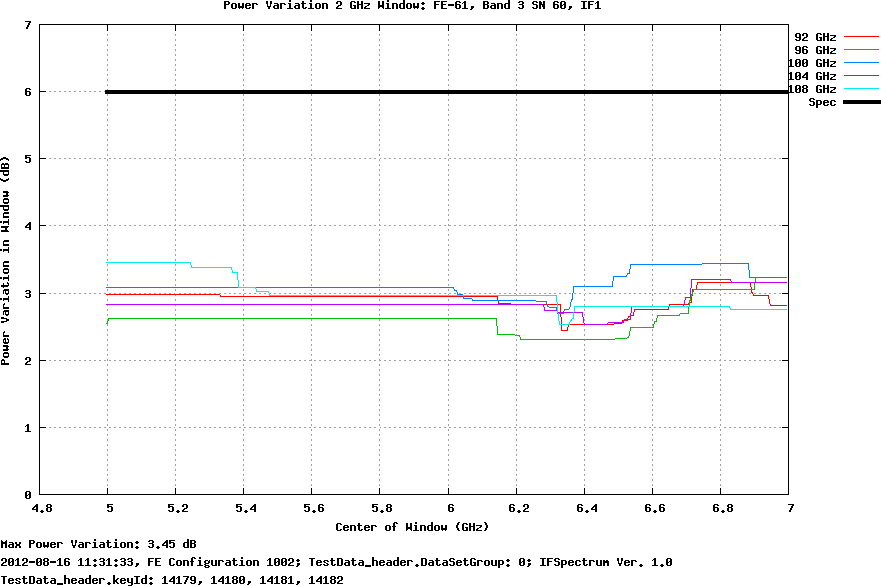 Power Variation 2 GHz Window: FE-61, Band 3 SN 60, IF1
92 GHz
96 GHz
100 GHz
104 GHz
108 GHz
Spec
7
6
5
4
3
2
1
0
Power Variation in Window (dB)
4.8 5 5.2 5.4 5.6 5.8 6 6.2 6.4 6.6 6.8 7
Center of Window (GHz)
Max Power Variation: 3.45 dB
2012-08-16 11:31:33, FE Configuration 1002; TestData_header.DataSetGroup: 0; IFSpectrum Ver. 1.0
TestData_header.keyId: 14179, 14180, 14181, 14182